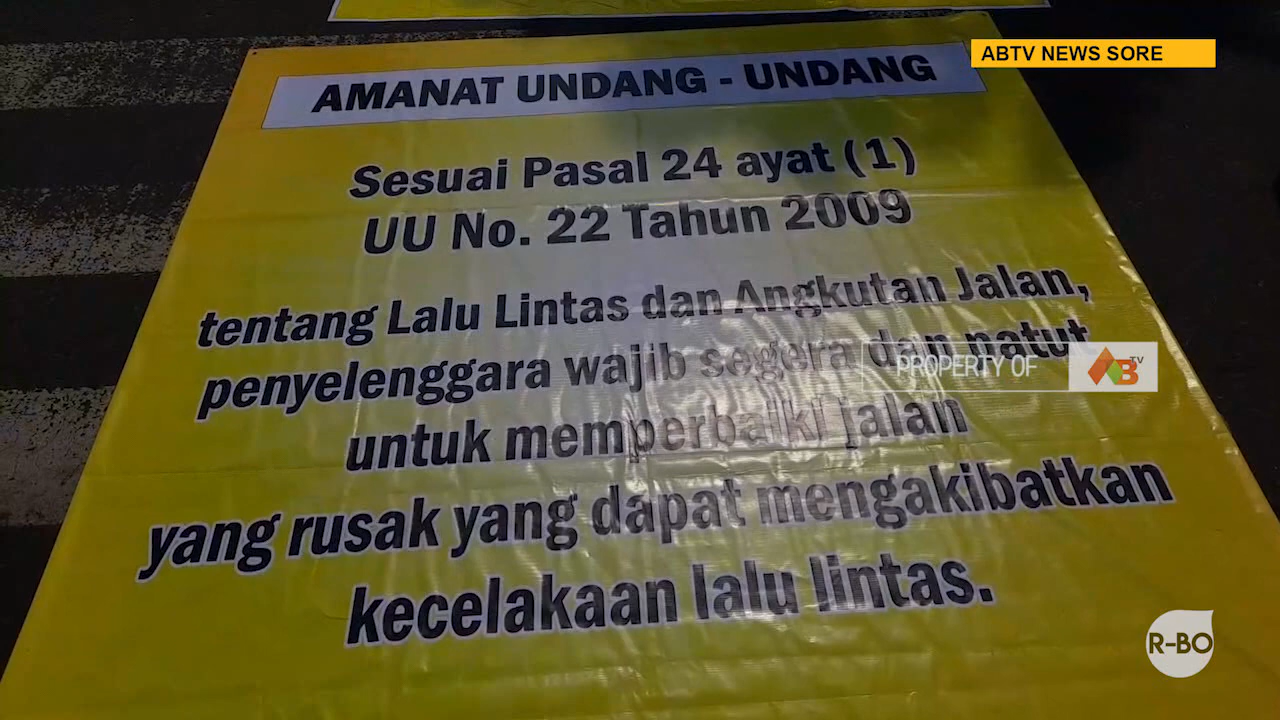 ABTV NEWS SORE
AMANAT UNDANG - UNDANG
Sesuai Pasal 24 ayat (1)
UU No. 22 Tahun 2009
tentang Lalu Lintas dan Angkutan Jalan,
penyelenggara wajib segera dan patut
untuk memperbaiki jalan
yang rusak yang dapat mengakibatkan
kecelakaan lalu lintas.
PROPERTY OF AB TV
R-BO